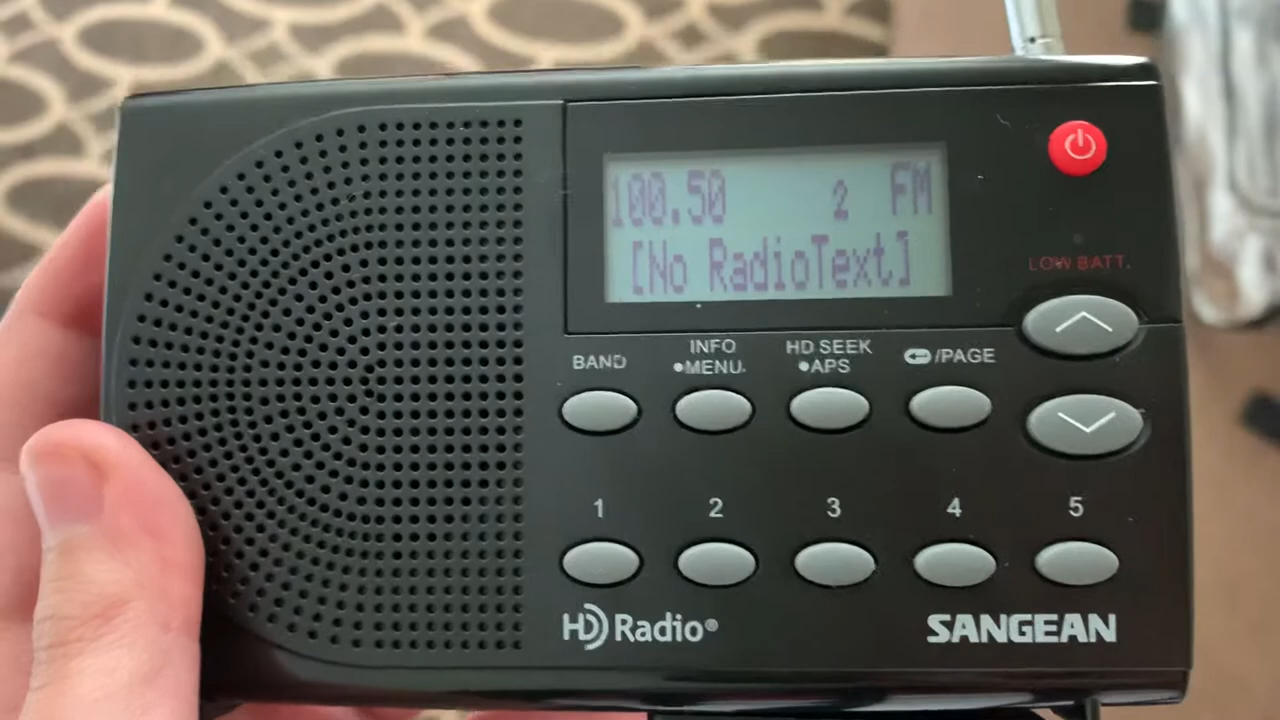 100.50 2 FM
[No RadioText]
LOW BATT.
BAND
INFO
•MENU
HD SEEK
•APS
/PAGE
1 2 3 4 5
HD Radio®
SANGEAN